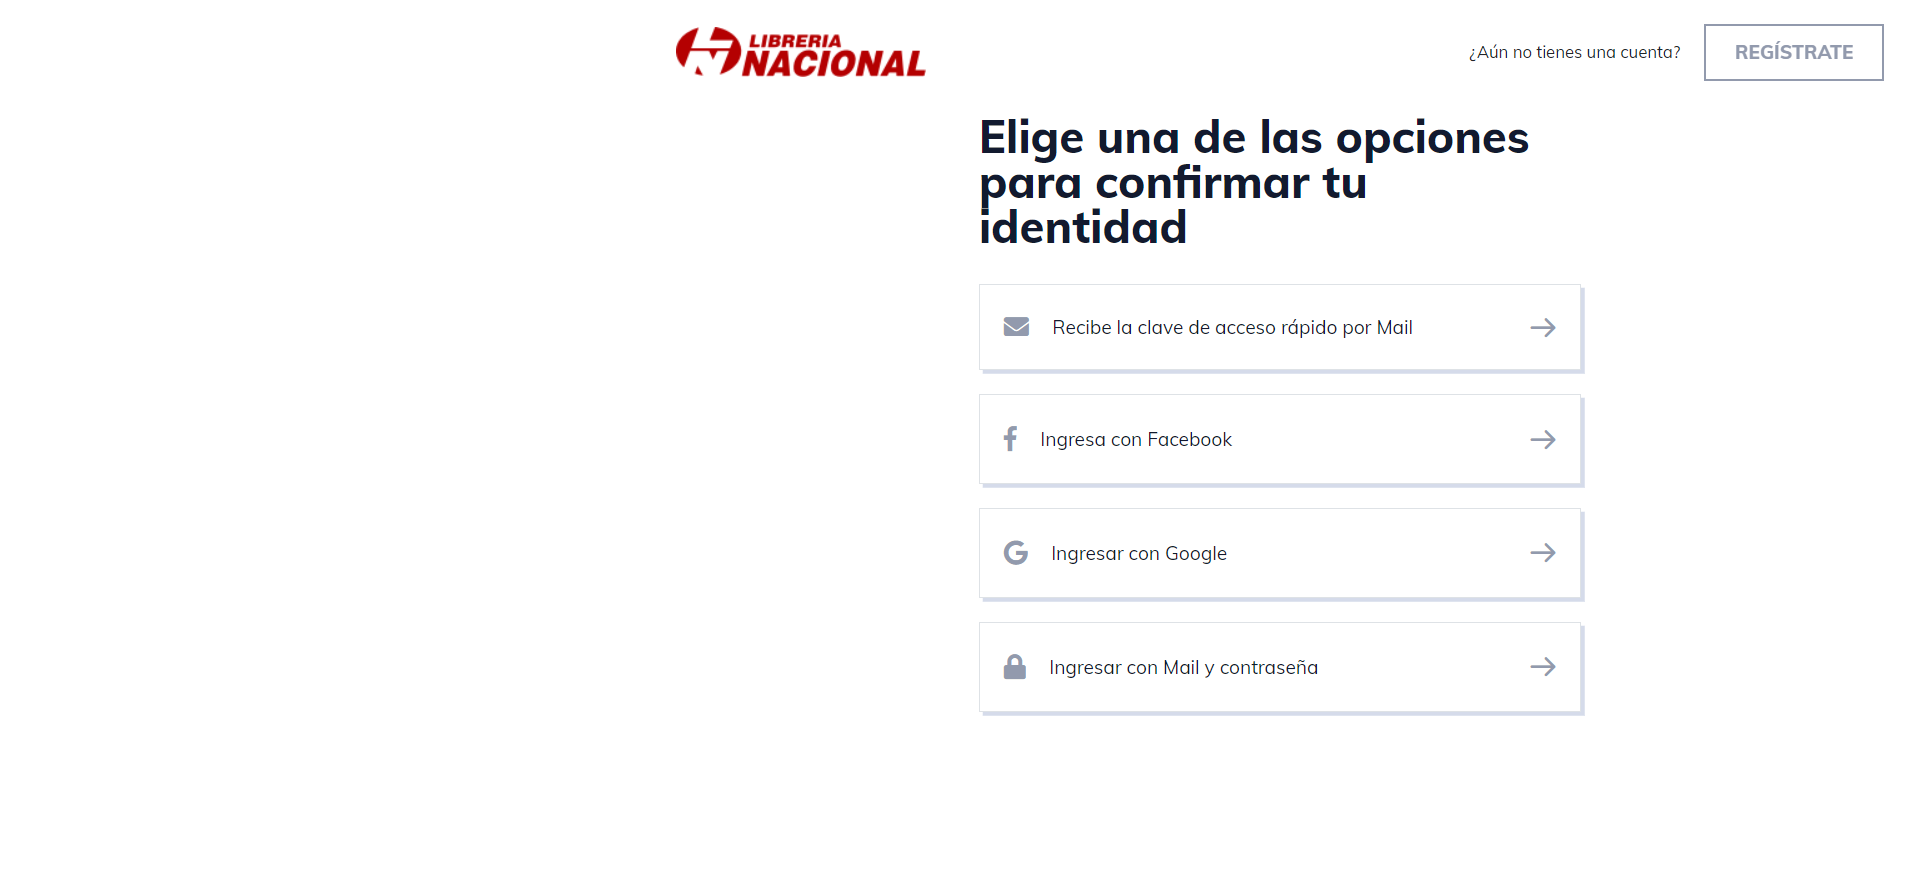 LIBRERIA
NACIONAL
¿Aún no tienes una cuenta?
REGÍSTRATE
Elige una de las opciones
para confirmar tu
identidad
Recibe la clave de acceso rápido por Mail
Ingresa con Facebook
Ingresar con Google
Ingresar con Mail y contraseña